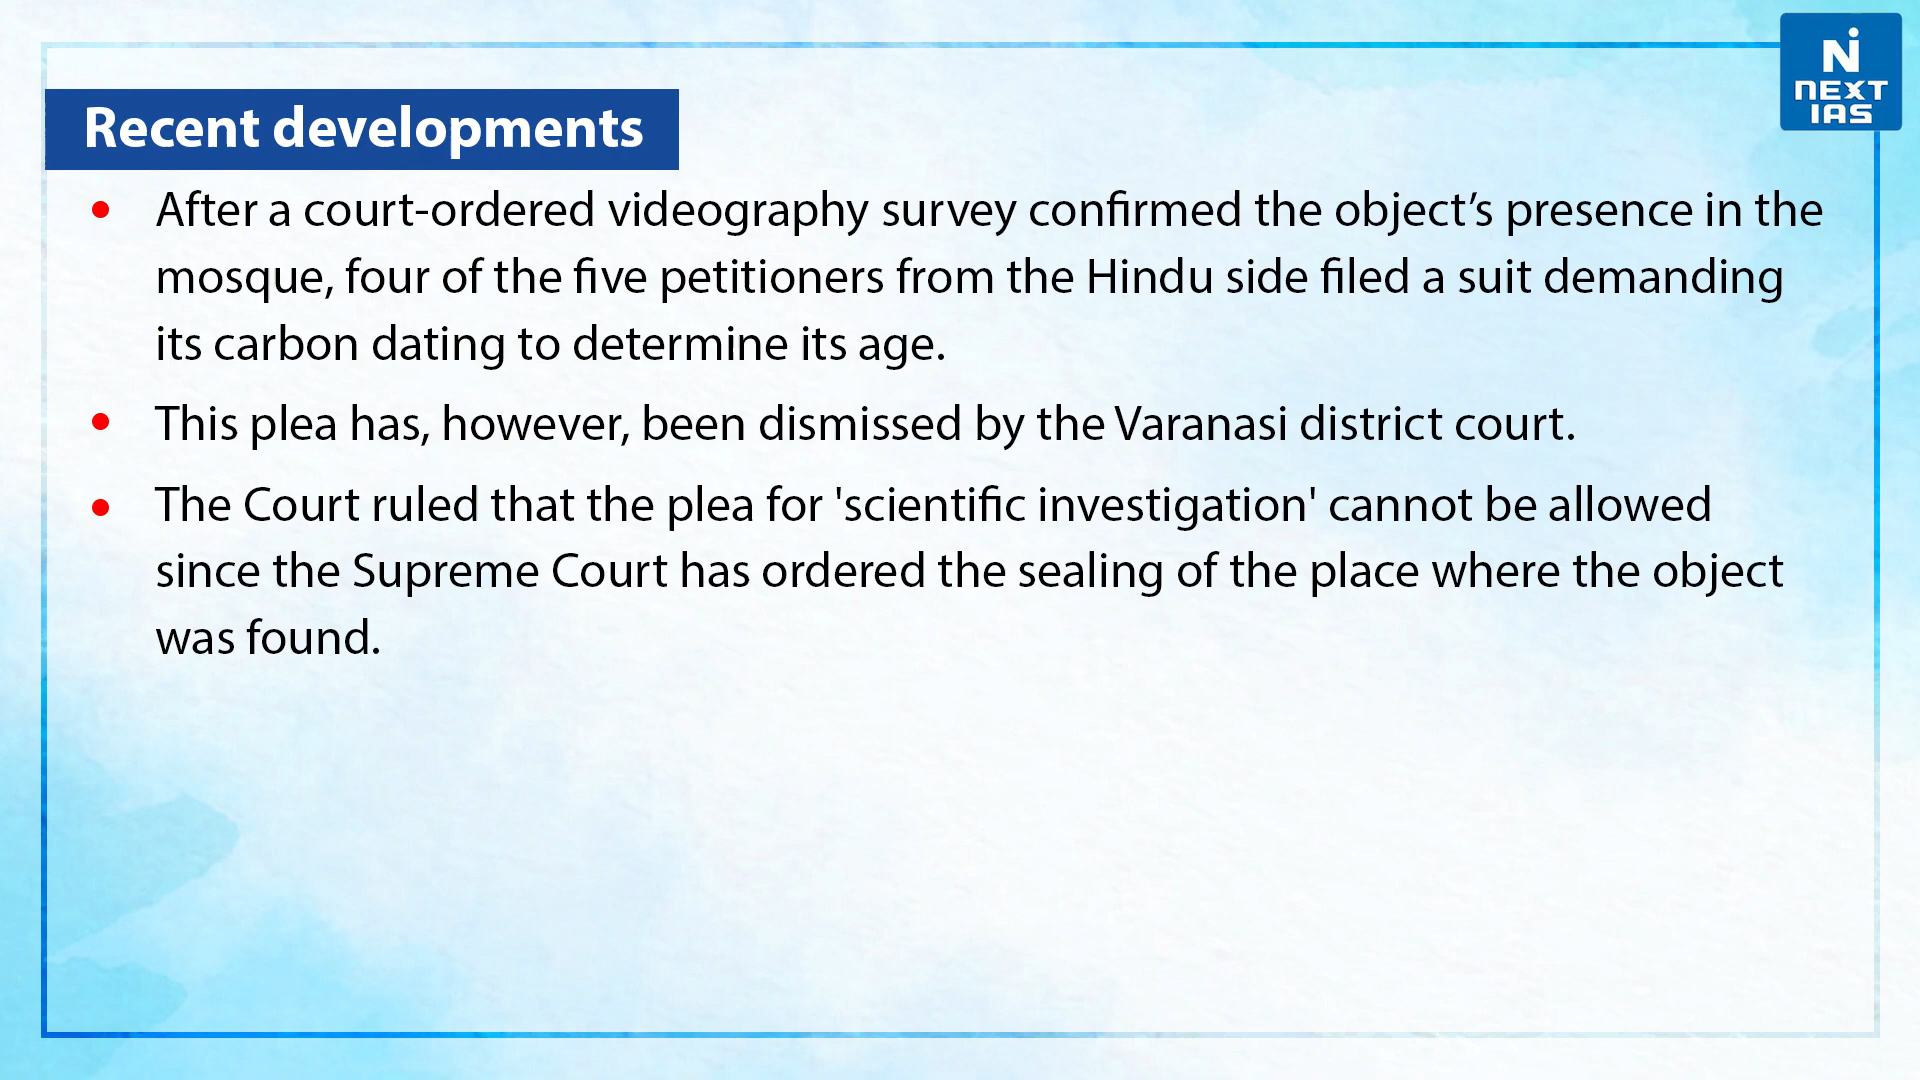 Ni
NEXT
IAS
Recent developments
• After a court-ordered videography survey confirmed the object’s presence in the
mosque, four of the five petitioners from the Hindu side filed a suit demanding
its carbon dating to determine its age.
• This plea has, however, been dismissed by the Varanasi district court.
• The Court ruled that the plea for 'scientific investigation' cannot be allowed
since the Supreme Court has ordered the sealing of the place where the object
was found.